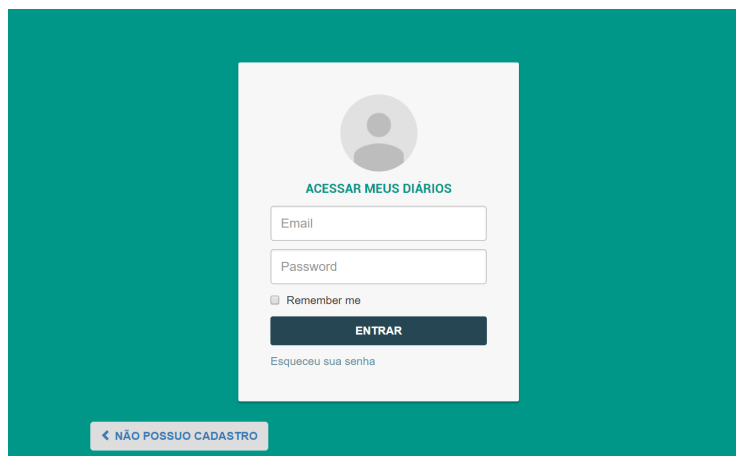 ACESSAR MEUS DIÁRIOS
Email
Password
Remember me
ENTRAR
Esqueceu sua senha
NÃO POSSUO CADASTRO